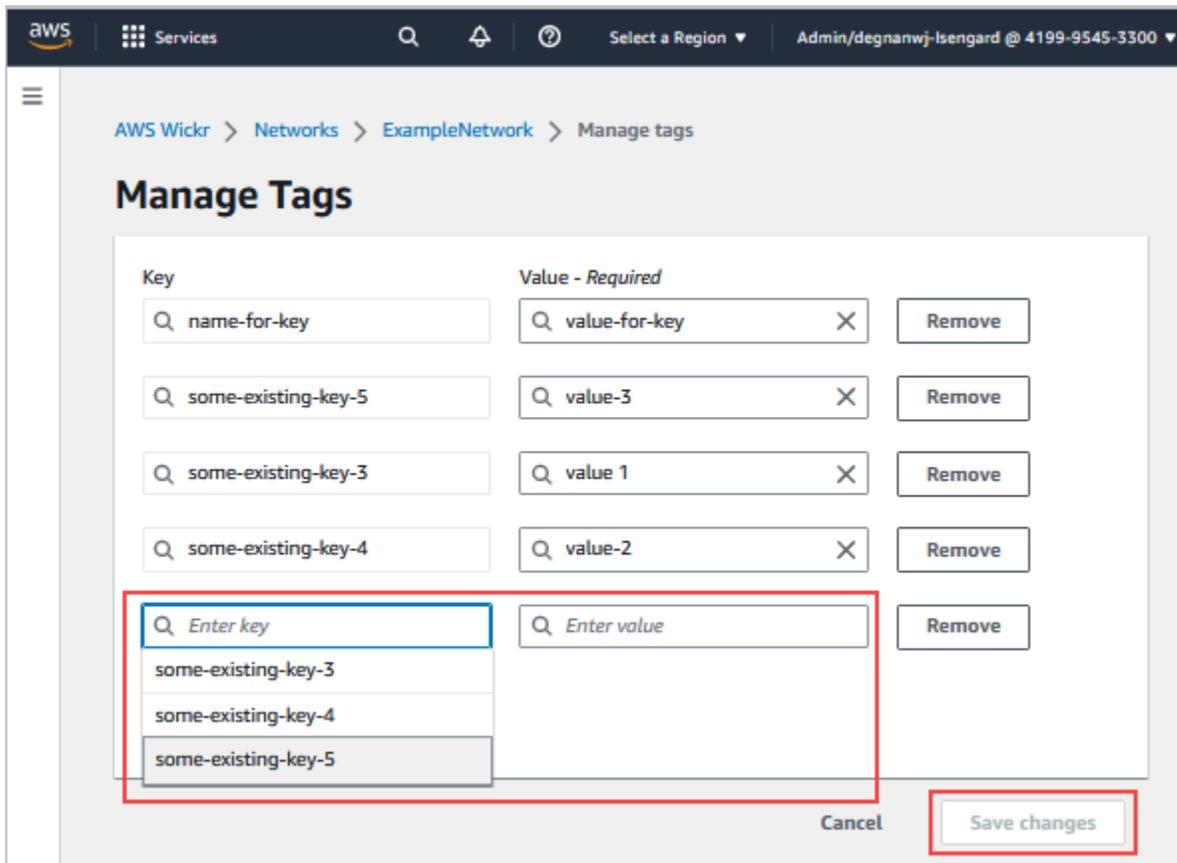 aws Services Select a Region ▼ Admin/degnanwj-Isengard @ 4199-9545-3300 ▼
AWS Wickr > Networks > ExampleNetwork > Manage tags
Manage Tags
Key Value - Required
name-for-key value-for-key Remove
some-existing-key-5 value-3 Remove
some-existing-key-3 value 1 Remove
some-existing-key-4 value-2 Remove
Enter key Enter value Remove
some-existing-key-3
some-existing-key-4
some-existing-key-5
Cancel Save changes